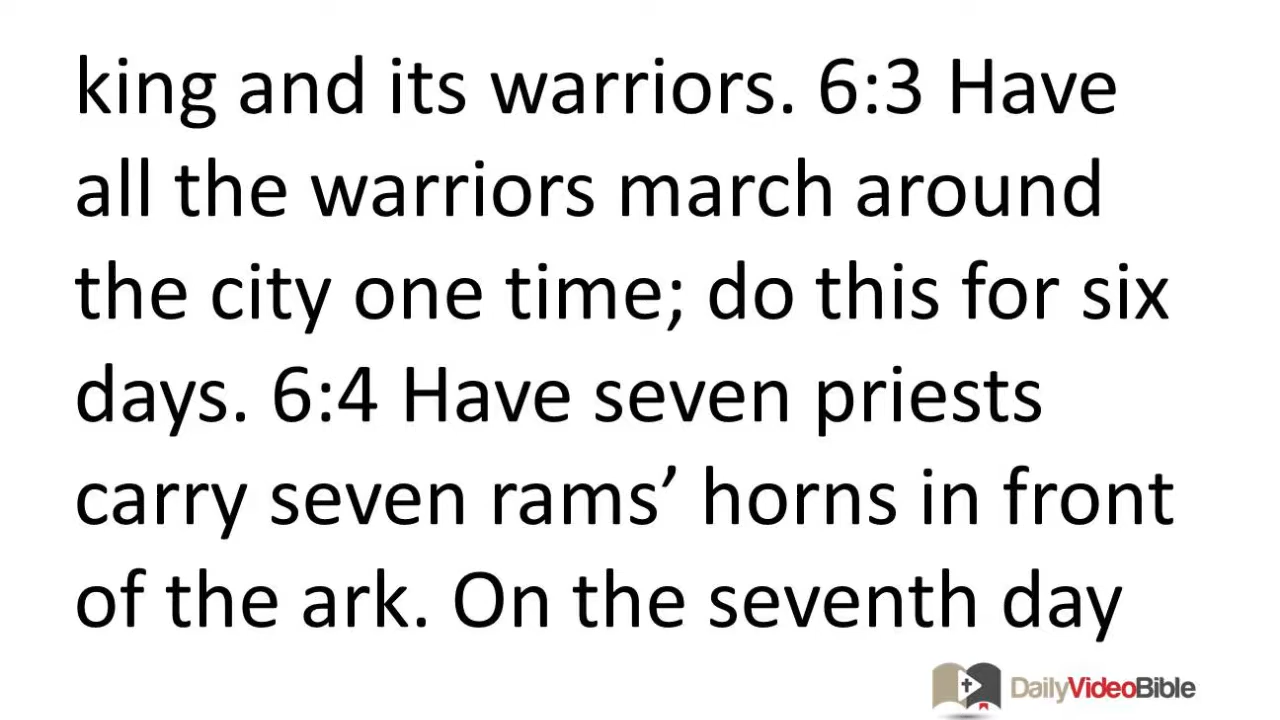 king and its warriors. 6:3 Have
all the warriors march around
the city one time; do this for six
days. 6:4 Have seven priests
carry seven rams’ horns in front
of the ark. On the seventh day
DailyVideoBible